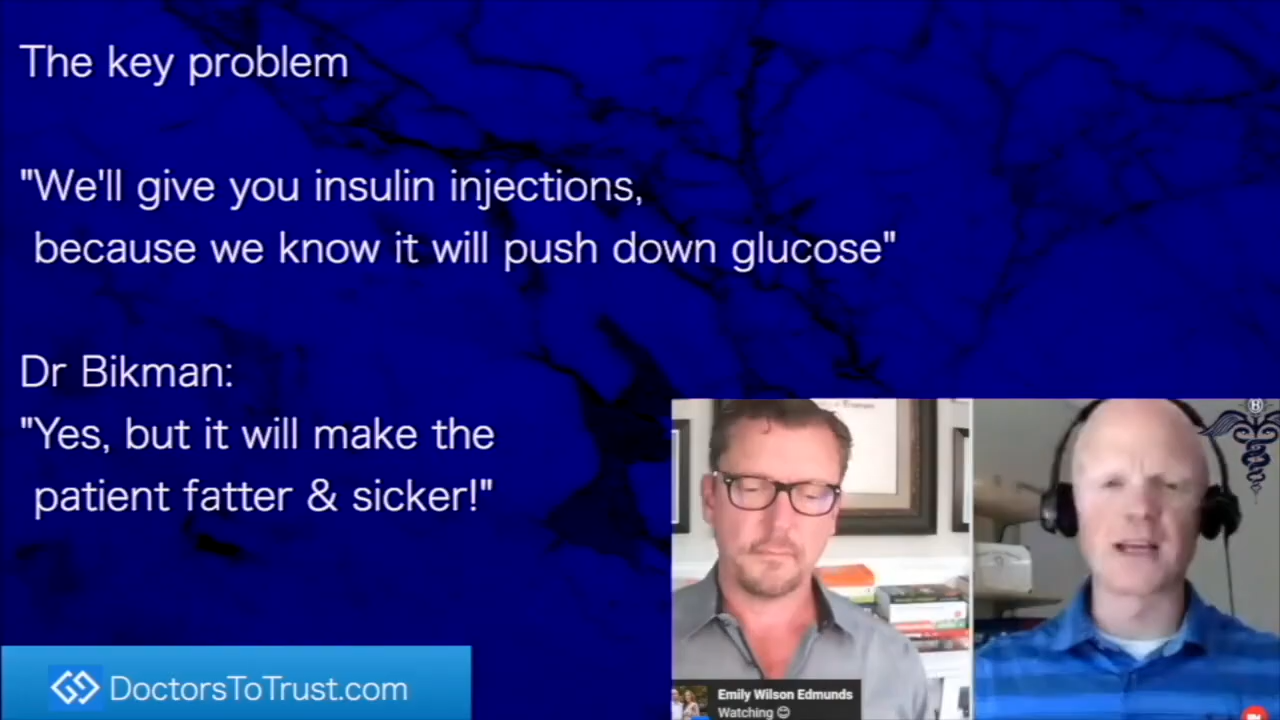 The key problem
"We'll give you insulin injections,
because we know it will push down glucose"
Dr Bikman:
"Yes, but it will make the
patient fatter & sicker!"
DoctorsToTrust.com
Emily Wilson Edmunds
Watching 😊
H